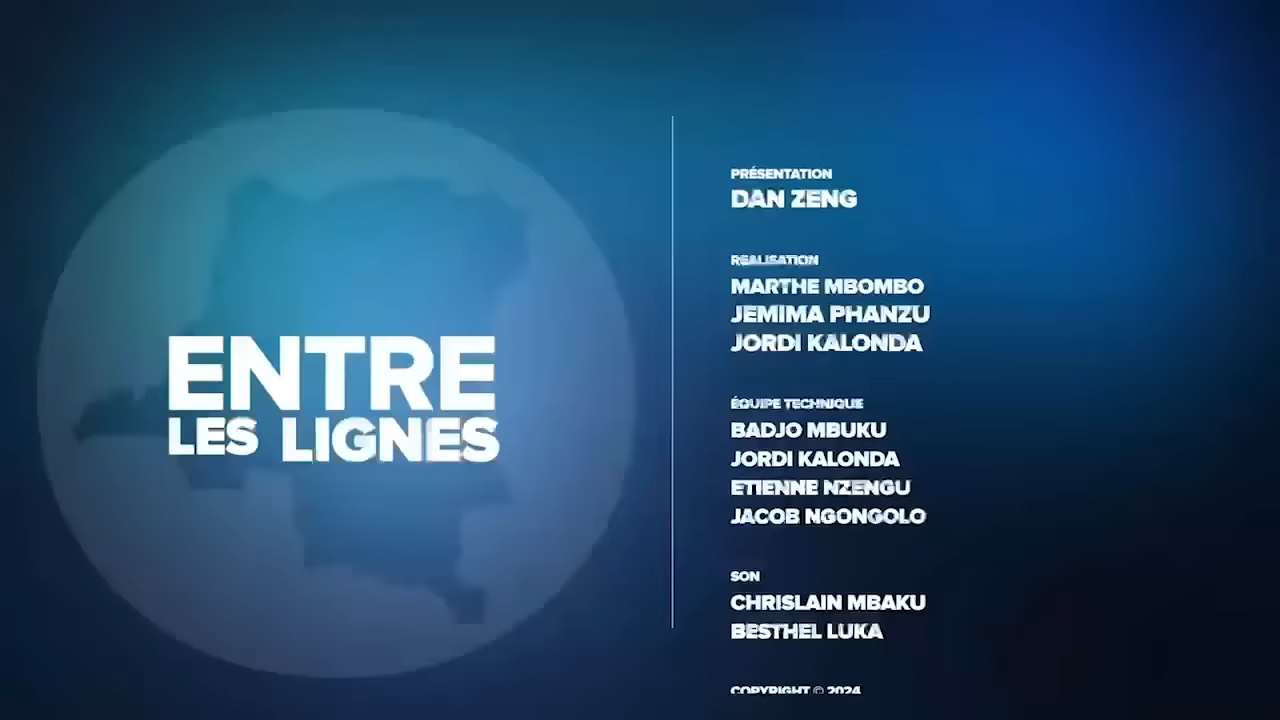 ENTRE
LES LIGNES
PRÉSENTATION
DAN ZENG
REALISATION
MARTHE MBOMBO
JEMIMA PHANZU
JORDI KALONDA
ÉQUIPE TECHNIQUE
BADJO MBUKU
JORDI KALONDA
ETIENNE NZENGU
JACOB NGONGOLO
SON
CHRISLAIN MBAKU
BESTHEL LUKA
COPYRIGHT © 2024